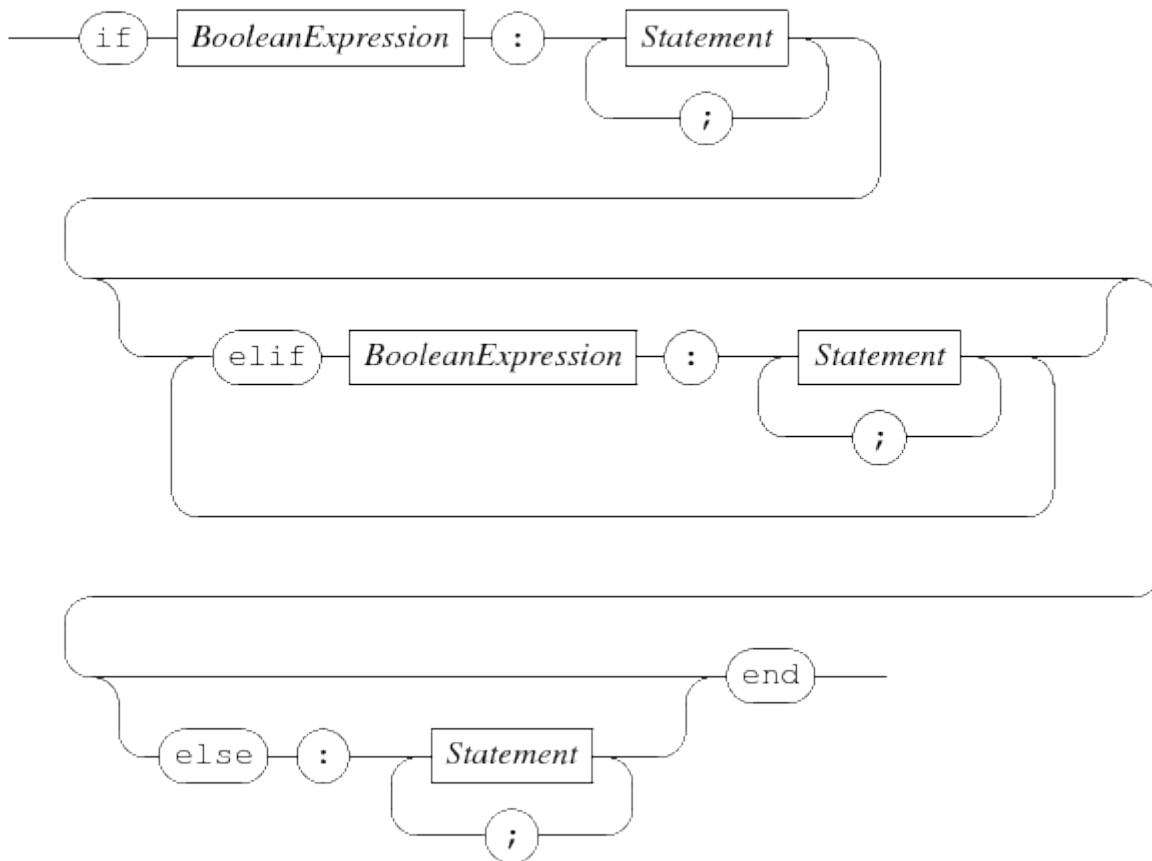 if BooleanExpression : Statement
;
elif BooleanExpression : Statement
;
end
else : Statement
;